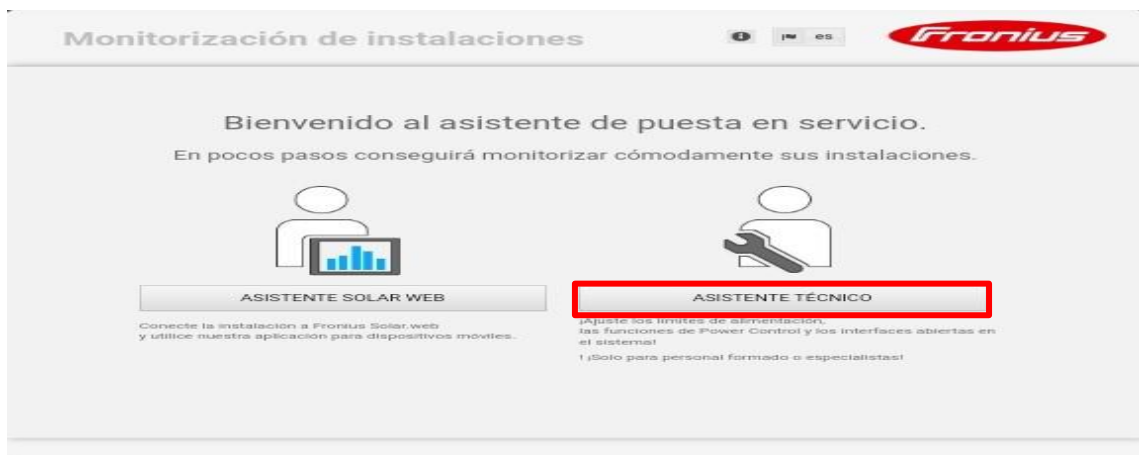 Monitorización de instalaciones
es
Fronius
Bienvenido al asistente de puesta en servicio.
En pocos pasos conseguirá monitorizar cómodamente sus instalaciones.
ASISTENTE SOLAR WEB
Conecte la instalación a Fronius Solar.web
y utilice nuestra aplicación para dispositivos móviles.
ASISTENTE TÉCNICO
¡Ajuste los límites de alimentación,
las funciones de Power Control y los interfaces abiertas en
el sistema!
! ¡Solo para personal formado o especialistas!